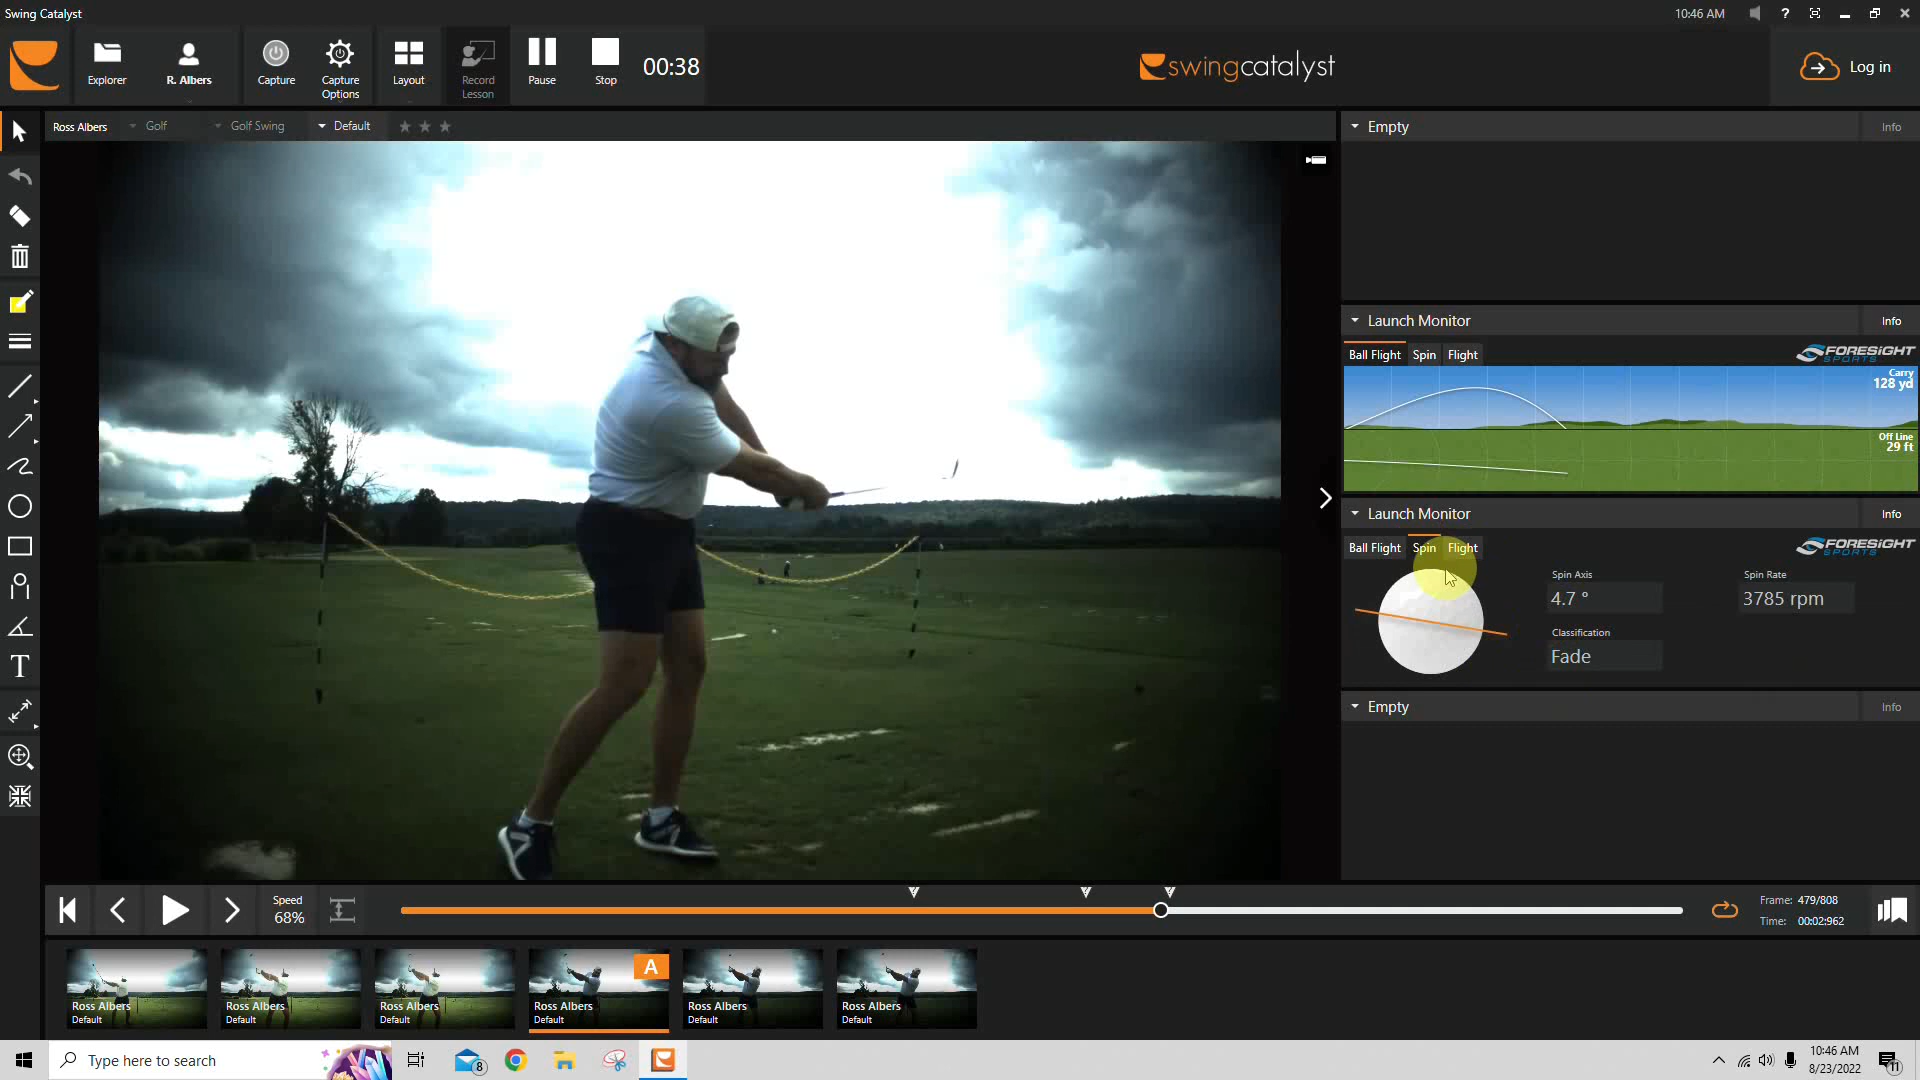 Swing Catalyst
10:46 AM
?
Explorer
R. Albers
Capture
Capture
Options
Layout
Record
Lesson
Pause
Stop
00:38
swingcatalyst
Log in
Ross Albers
Golf
Golf Swing
Default
Empty
Info
Launch Monitor
Info
Ball Flight
Spin
Flight
FORESIGHT
SPORTS
Carry
128 yd
Off Line
29 ft
Launch Monitor
Info
Ball Flight
Spin
Flight
FORESIGHT
SPORTS
Spin Axis
4.7 °
Spin Rate
3785 rpm
Classification
Fade
Empty
Info
T
Speed
68%
Frame: 479/808
Time: 00:02:962
Ross Albers
Default
Ross Albers
Default
Ross Albers
Default
A
Ross Albers
Default
Ross Albers
Default
Ross Albers
Default
Type here to search
8
10:46 AM
8/23/2022
11